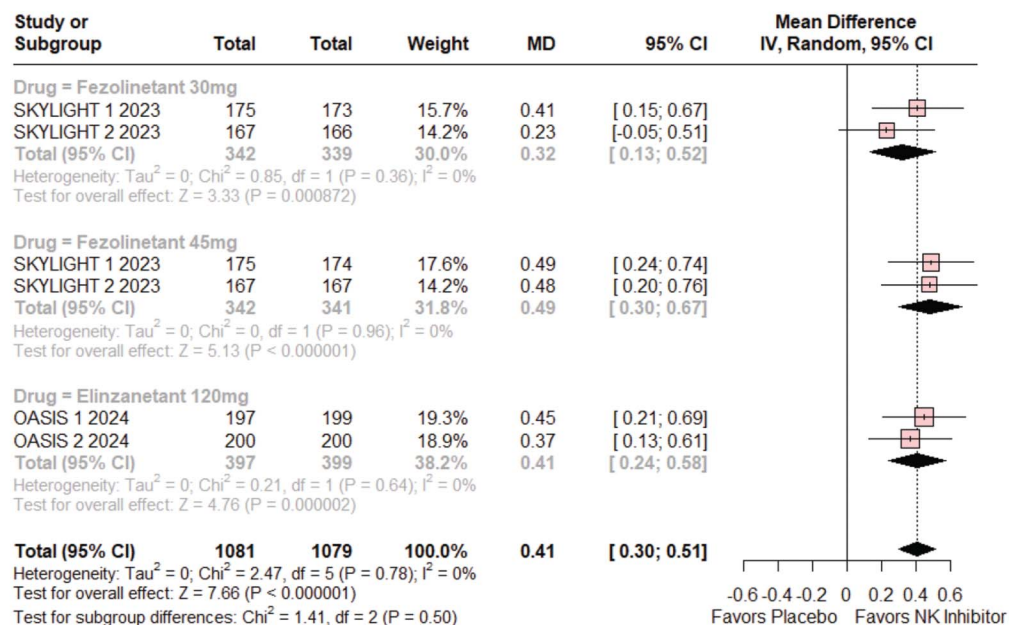 Study or Mean Difference
Subgroup Total Total Weight MD 95% CI IV, Random, 95% CI
Drug = Fezolinetant 30mg
SKYLIGHT 1 2023 175 173 15.7% 0.41 [ 0.15; 0.67]
SKYLIGHT 2 2023 167 166 14.2% 0.23 [-0.05; 0.51]
Total (95% CI) 342 339 30.0% 0.32 [ 0.13; 0.52]
Heterogeneity: Tau² = 0; Chi² = 0.85, df = 1 (P = 0.36); I² = 0%
Test for overall effect: Z = 3.33 (P = 0.000872)
Drug = Fezolinetant 45mg
SKYLIGHT 1 2023 175 174 17.6% 0.49 [ 0.24; 0.74]
SKYLIGHT 2 2023 167 167 14.2% 0.48 [ 0.20; 0.76]
Total (95% CI) 342 341 31.8% 0.49 [ 0.30; 0.67]
Heterogeneity: Tau² = 0; Chi² = 0, df = 1 (P = 0.96); I² = 0%
Test for overall effect: Z = 5.13 (P < 0.000001)
Drug = Elinzanetant 120mg
OASIS 1 2024 197 199 19.3% 0.45 [ 0.21; 0.69]
OASIS 2 2024 200 200 18.9% 0.37 [ 0.13; 0.61]
Total (95% CI) 397 399 38.2% 0.41 [ 0.24; 0.58]
Heterogeneity: Tau² = 0; Chi² = 0.21, df = 1 (P = 0.64); I² = 0%
Test for overall effect: Z = 4.76 (P = 0.000002)
Total (95% CI) 1081 1079 100.0% 0.41 [ 0.30; 0.51]
Heterogeneity: Tau² = 0; Chi² = 2.47, df = 5 (P = 0.78); I² = 0%
Test for overall effect: Z = 7.66 (P < 0.000001) -0.6 -0.4 -0.2 0 0.2 0.4 0.6
Test for subgroup differences: Chi² = 1.41, df = 2 (P = 0.50) Favors Placebo Favors NK Inhibitor